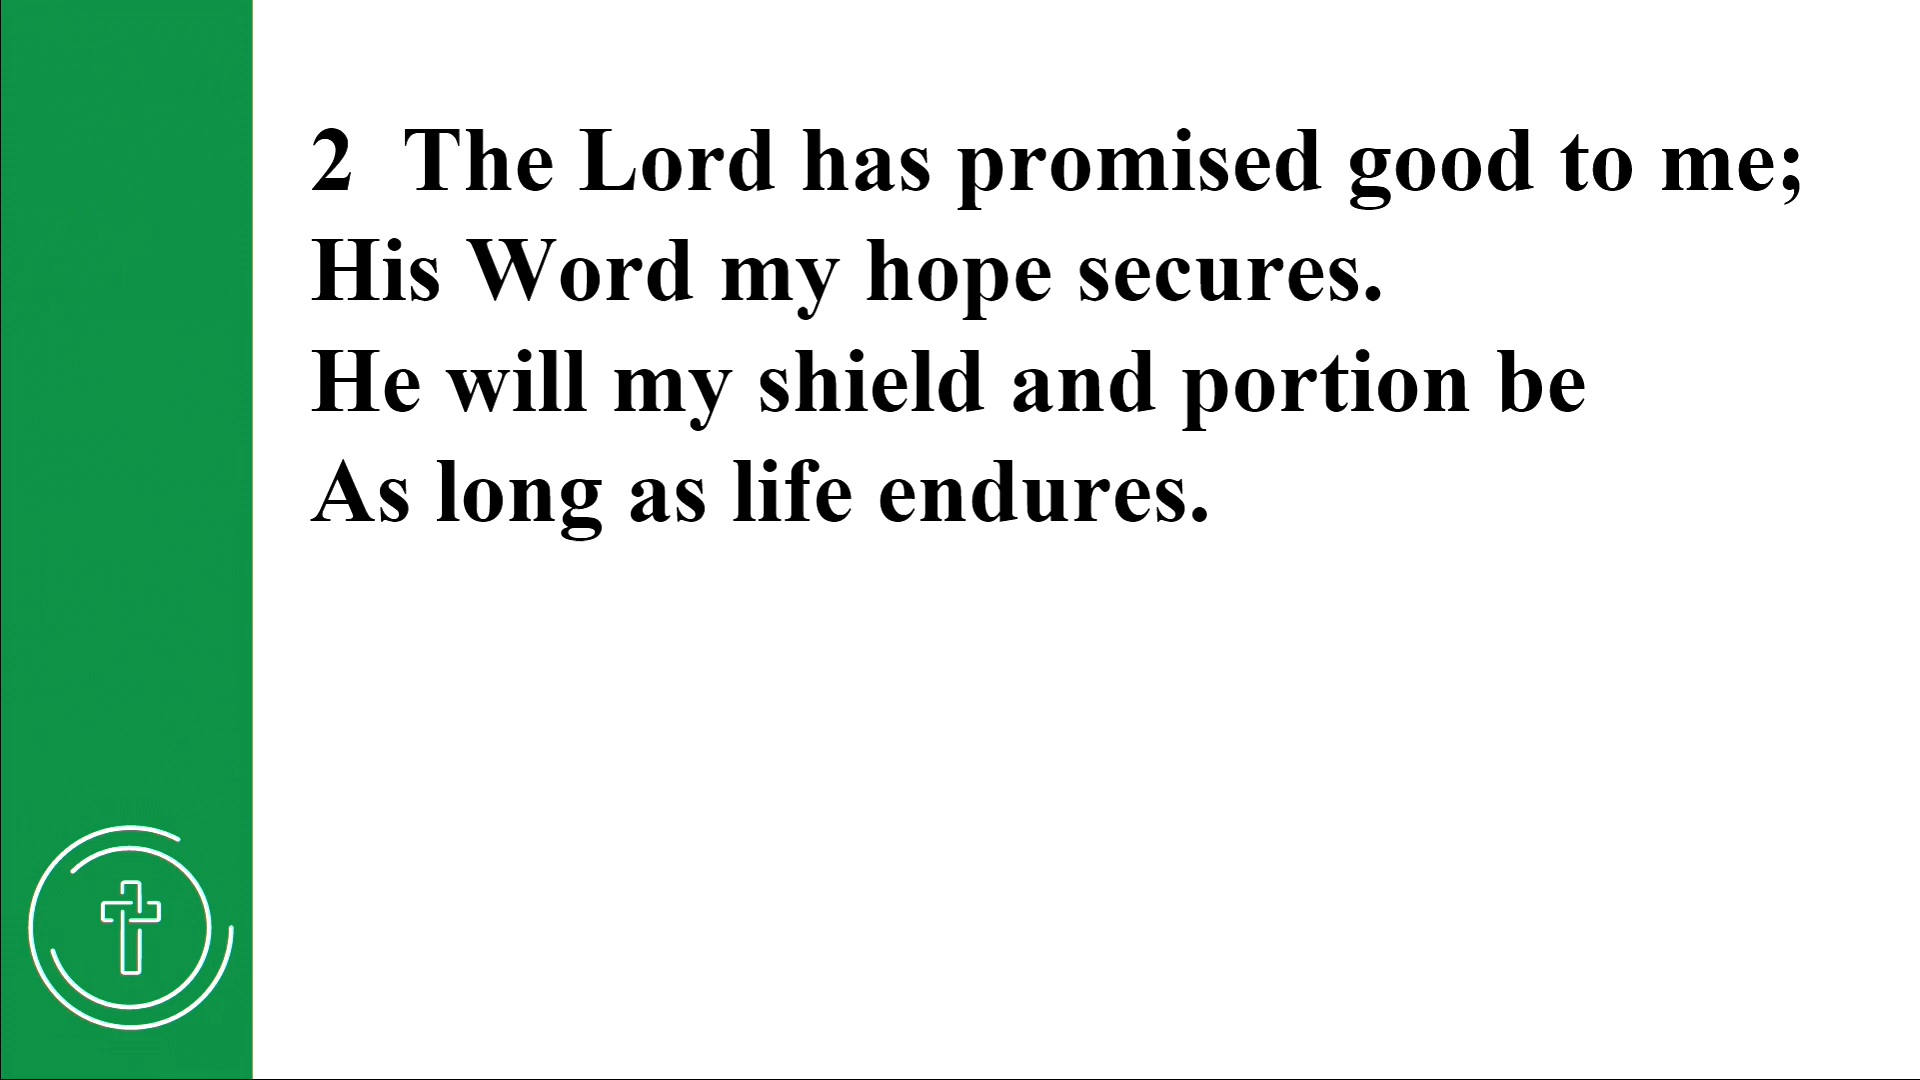 2 The Lord has promised good to me;
His Word my hope secures.
He will my shield and portion be
As long as life endures.